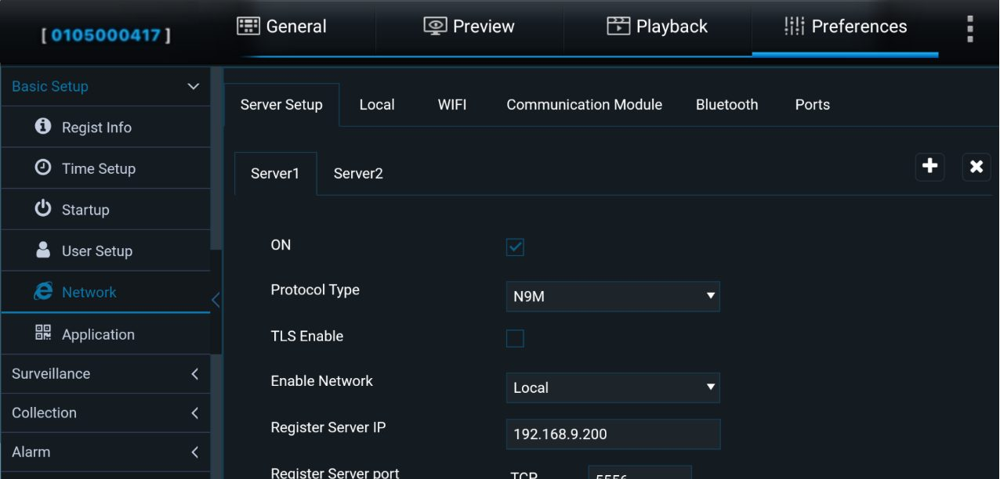 [ 0105000417 ]
General
Preview
Playback
Preferences
Basic Setup
Regist Info
Time Setup
Startup
User Setup
Network
Application
Surveillance
Collection
Alarm
Server Setup
Local
WIFI
Communication Module
Bluetooth
Ports
Server1
Server2
ON
Protocol Type
N9M
TLS Enable
Enable Network
Local
Register Server IP
192.168.9.200
Register Server port
TCP
5556